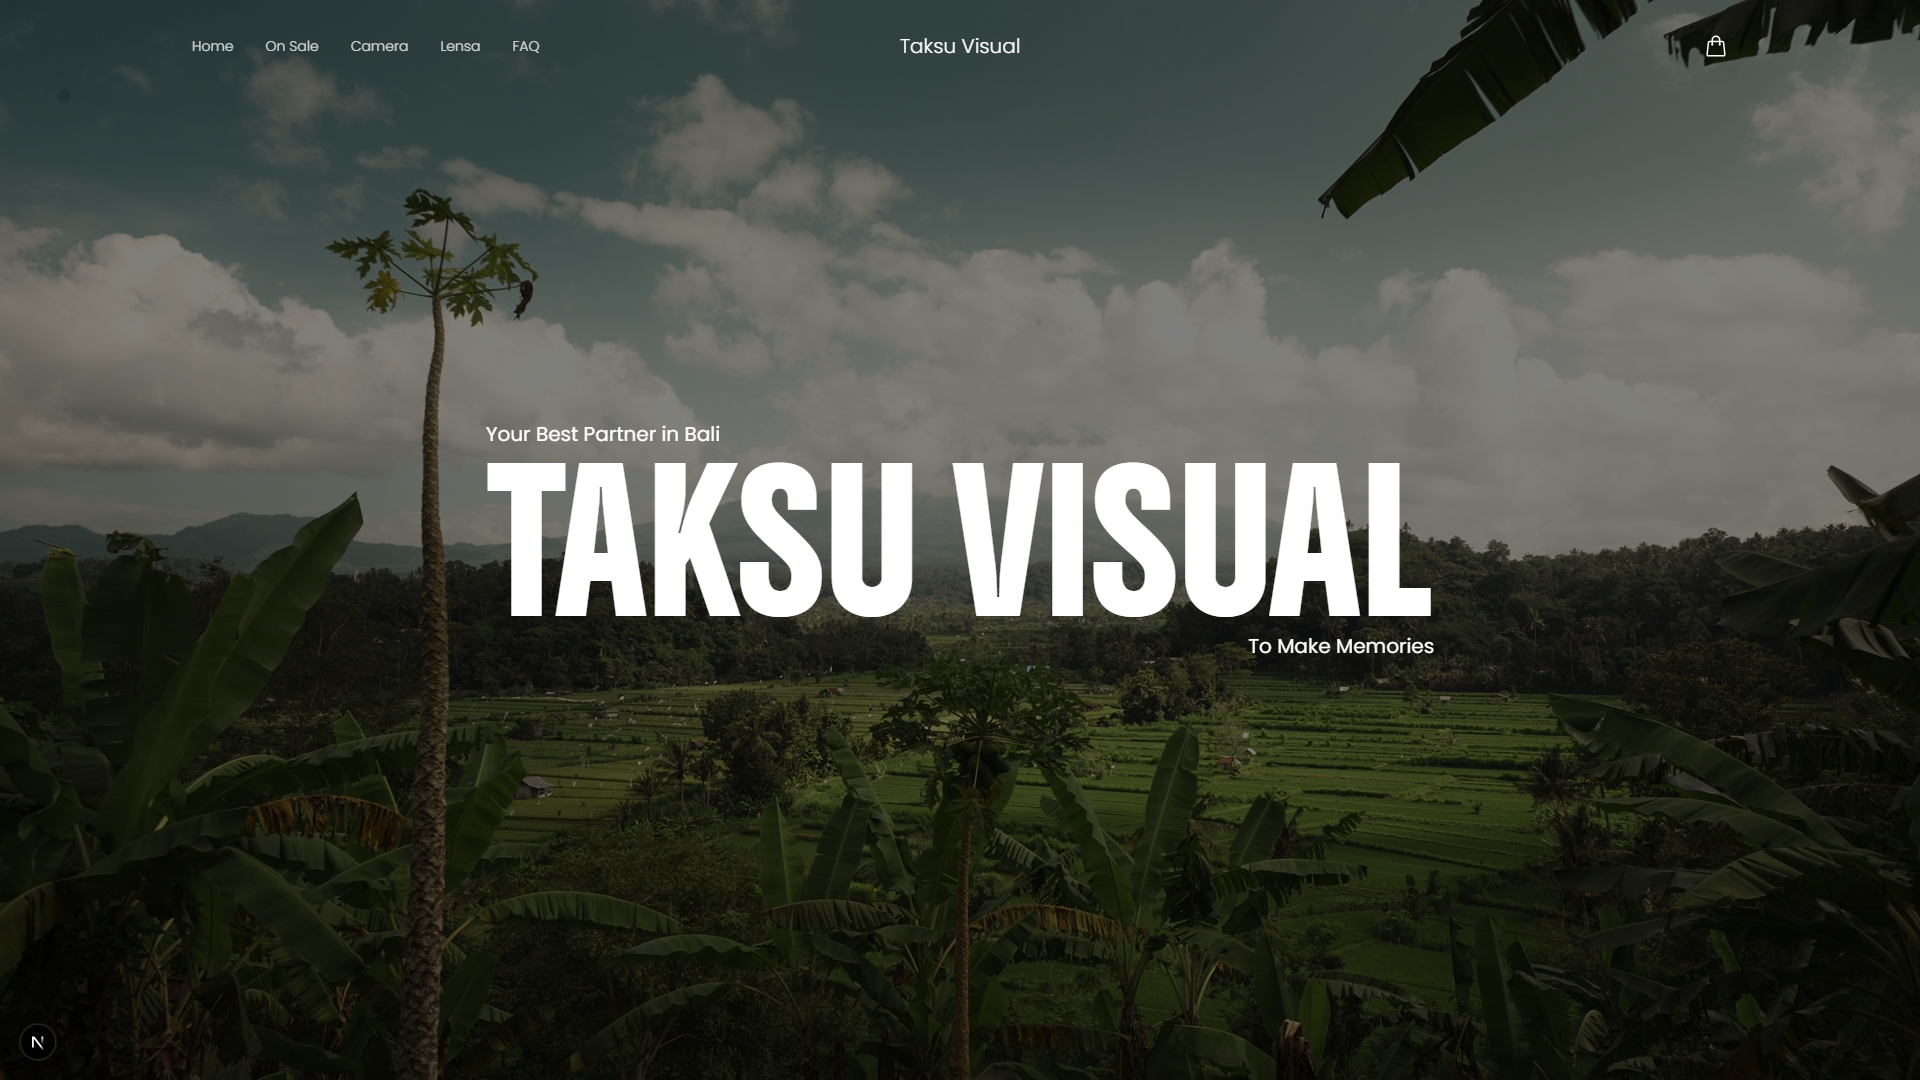 Home On Sale Camera Lensa FAQ Taksu Visual
Your Best Partner in Bali
TAKSU VISUAL
To Make Memories
N